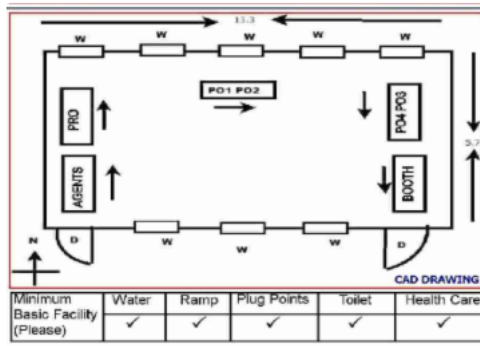 13.3
W W W W W
PO1 PO2
PRO
PO4 PO3
AGENTS
BOOTH
5.7
D W W W D
N
CAD DRAWING
Minimum Basic Facility (Please) Water Ramp Plug Points Toilet Health Care
✓ ✓ ✓ ✓ ✓